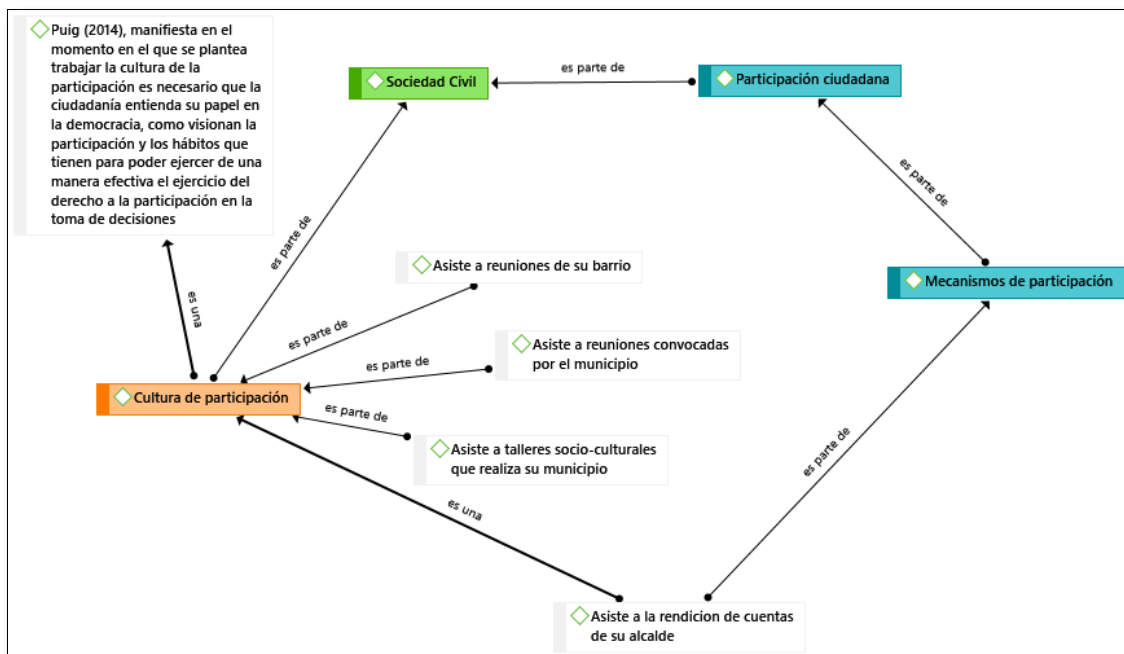 Puig (2014), manifiesta en el
momento en el que se plantea
trabajar la cultura de la
participación es necesario que la
ciudadanía entienda su papel en
la democracia, como visionan la
participación y los hábitos que
tienen para poder ejercer de una
manera efectiva el ejercicio del
derecho a la participación en la
toma de decisiones
Sociedad Civil
es parte de
Participación ciudadana
es parte de
es parte de
Asiste a reuniones de su barrio
Mecanismos de participación
es una
es parte de
Asiste a reuniones convocadas
por el municipio
es parte de
Cultura de participación
es parte de
Asiste a talleres socio-culturales
que realiza su municipio
es parte de
es una
Asiste a la rendicion de cuentas
de su alcalde